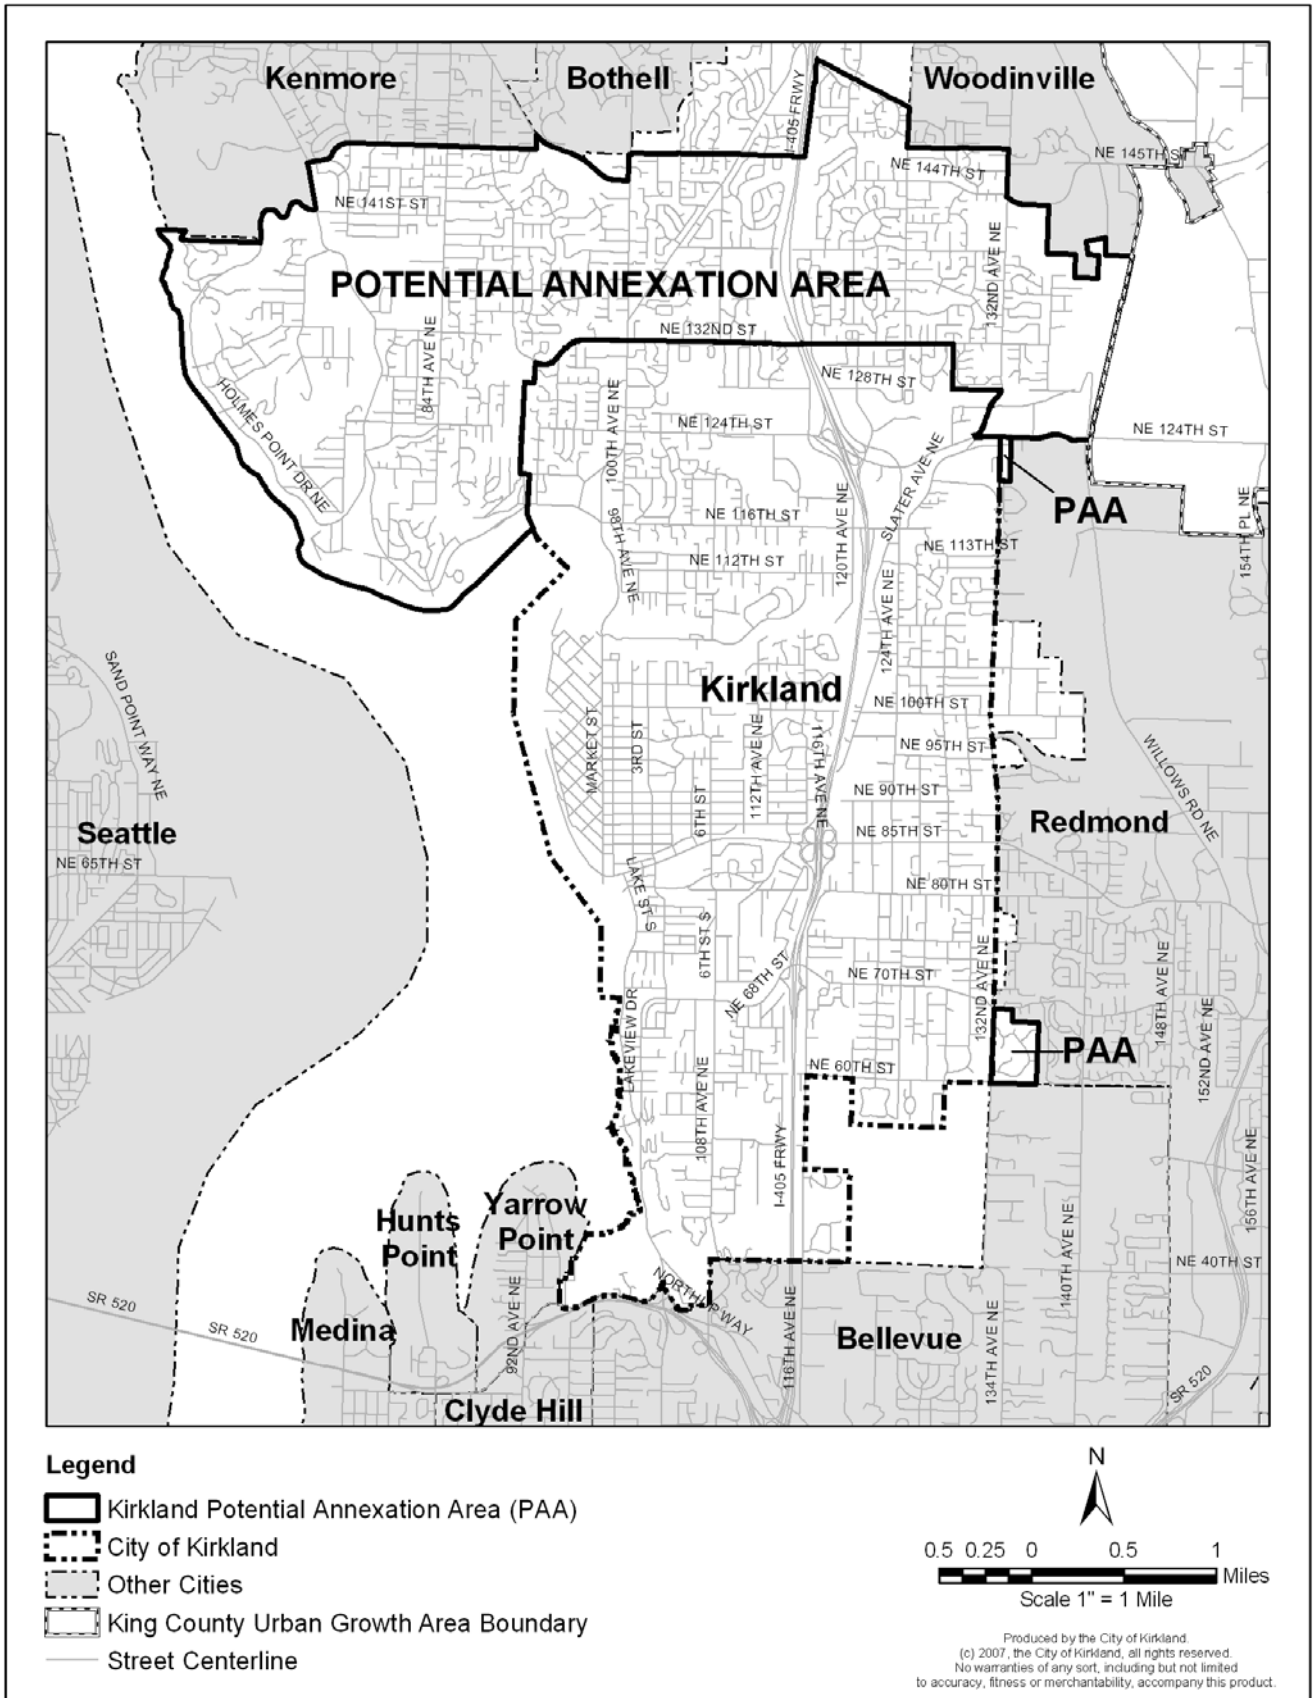 Kenmore
Bothell
Woodinville
I-405 FRWY
NE 145TH ST
NE 144TH ST
NE 141ST ST
132ND AVE NE
POTENTIAL ANNEXATION AREA
NE 132ND ST
84TH AVE NE
NE 128TH ST
HOLMES POINT DR NE
100TH AVE NE
NE 124TH ST
NE 124TH ST
SLATER AVE NE
PAA
120TH AVE NE
NE 116TH ST
98TH AVE NE
NE 113TH ST
154TH PL NE
NE 112TH ST
124TH AVE NE
SAND POINT WAY NE
Kirkland
NE 100TH ST
MARKET ST
3RD ST
112TH AVE NE
116TH AVE NE
NE 95TH ST
WILLOWS RD NE
6TH ST
NE 90TH ST
Seattle
NE 85TH ST
Redmond
NE 65TH ST
LAKE ST S
NE 80TH ST
6TH ST S
NE 68TH ST
NE 70TH ST
132ND AVE NE
148TH AVE NE
152ND AVE NE
LAKEVIEW DR
PAA
NE 60TH ST
108TH AVE NE
I-405 FRWY
156TH AVE NE
Yarrow
Point
Hunts
Point
140TH AVE NE
NE 40TH ST
NORTHUP WAY
SR 520
SR 520
Medina
92ND AVE NE
116TH AVE NE
Bellevue
134TH AVE NE
SR 520
Clyde Hill
Legend
Kirkland Potential Annexation Area (PAA)
City of Kirkland
Other Cities
King County Urban Growth Area Boundary
Street Centerline
N
0.5 0.25 0 0.5 1
Miles
Scale 1" = 1 Mile
Produced by the City of Kirkland.
(c) 2007, the City of Kirkland, all rights reserved.
No warranties of any sort, including but not limited
to accuracy, fitness or merchantability, accompany this product.